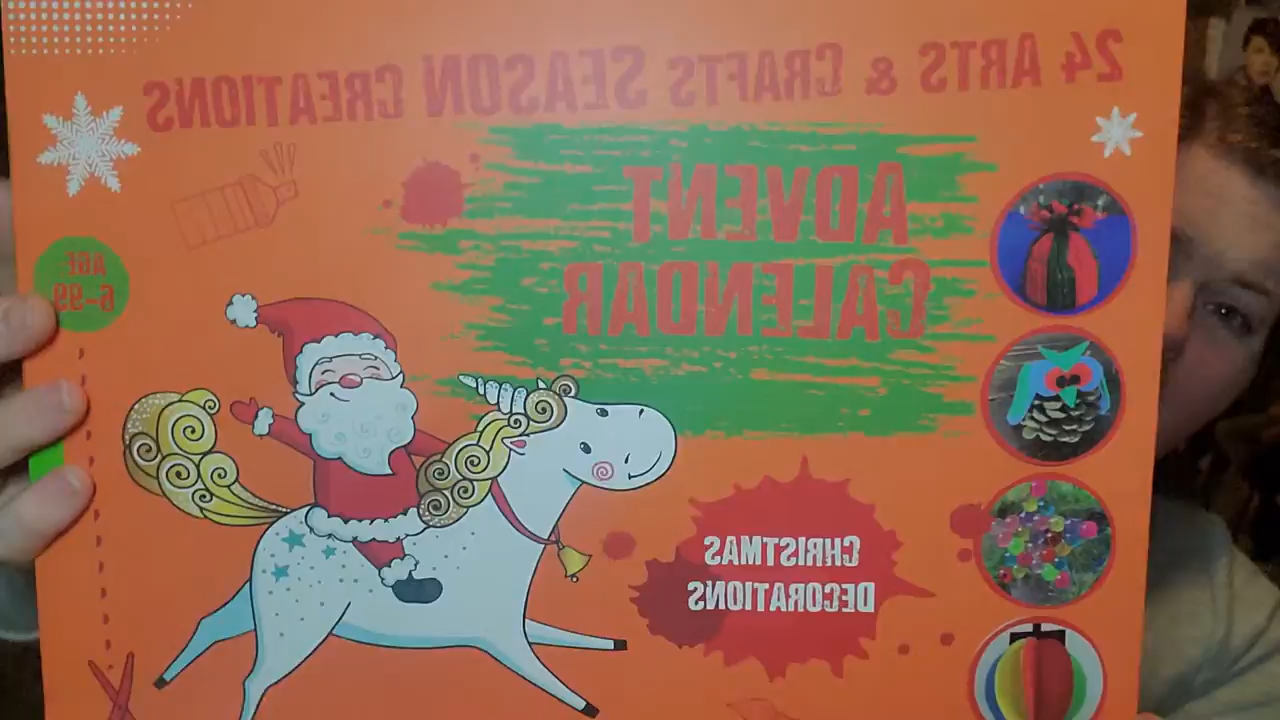 24 ARTS & CRAFTS SEASON CREATIONS
ADVENT
CALENDAR
AGE:
6-99
CHRISTMAS
DECORATIONS